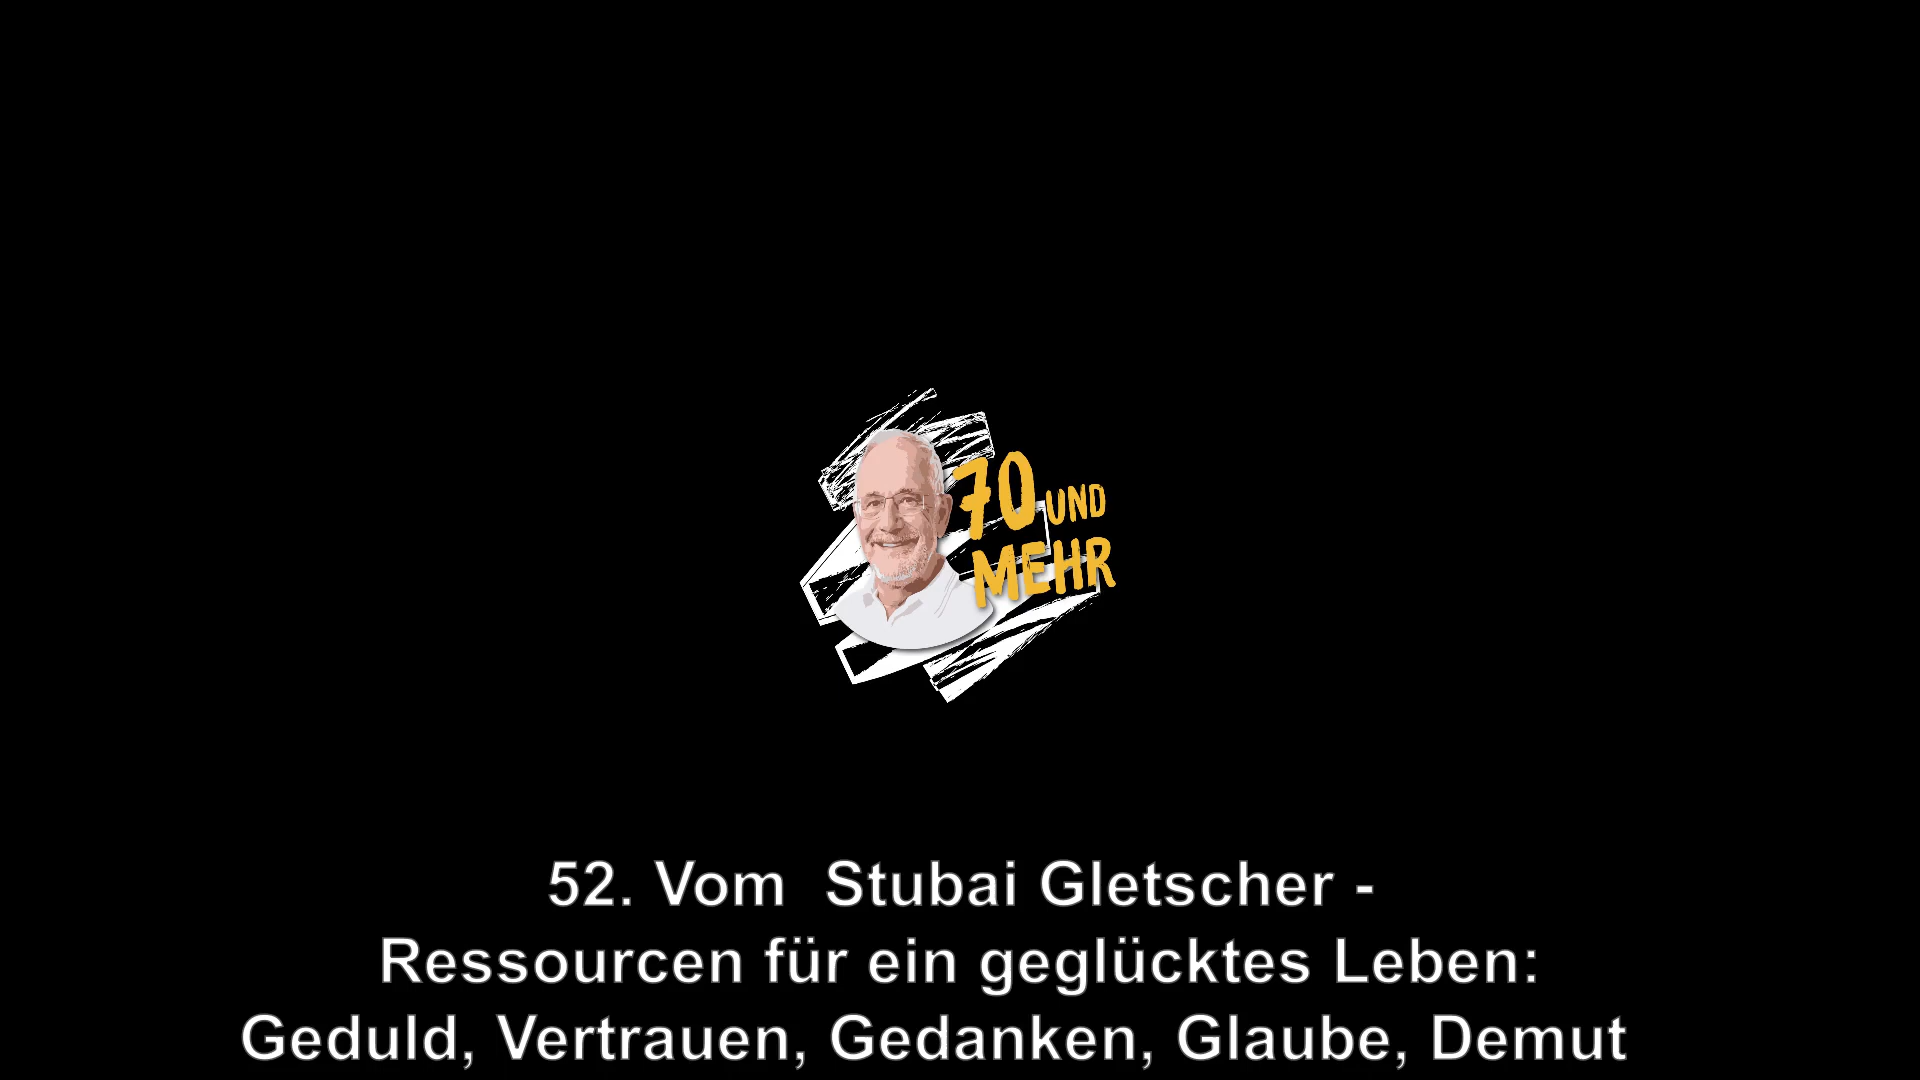 70 UND
MEHR
52. Vom  Stubai Gletscher -
Ressourcen für ein geglücktes Leben:
Geduld, Vertrauen, Gedanken, Glaube, Demut